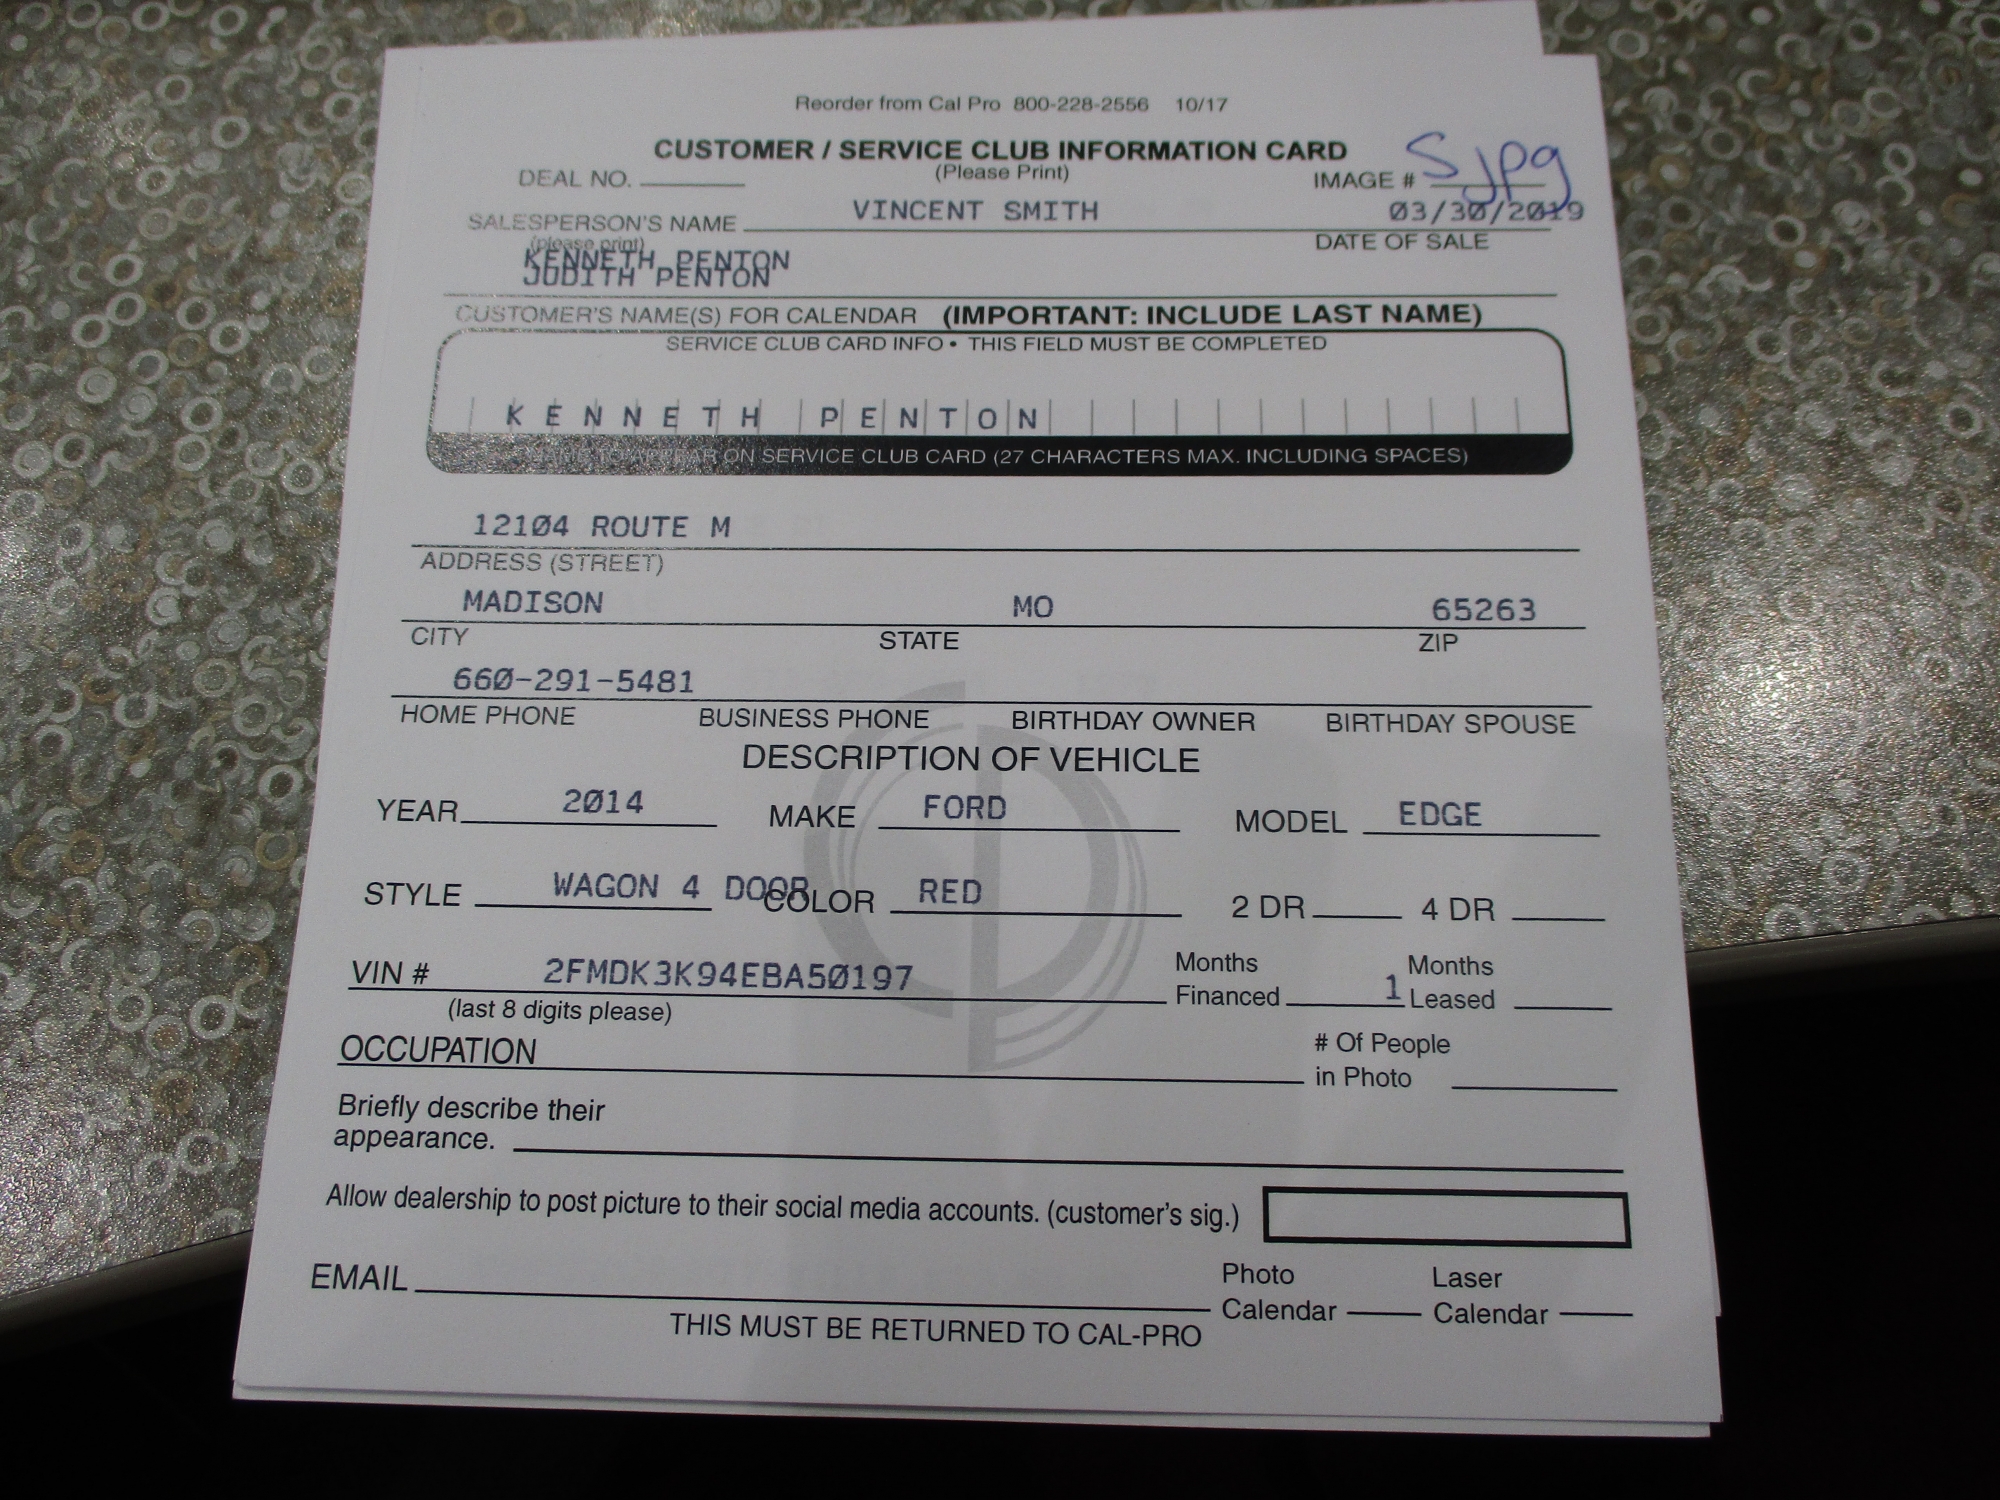 Reorder from Cal Pro 800-228-2556 10/17
CUSTOMER / SERVICE CLUB INFORMATION CARD
(Please Print)
DEAL NO.
IMAGE # Sjpg
SALESPERSON'S NAME VINCENT SMITH 03/30/2019
(please print)
DATE OF SALE
KENNETH PENTON
JUDITH PENTON
CUSTOMER'S NAME(S) FOR CALENDAR (IMPORTANT: INCLUDE LAST NAME)
SERVICE CLUB CARD INFO • THIS FIELD MUST BE COMPLETED
KENNETH PENTON
NAME TO APPEAR ON SERVICE CLUB CARD (27 CHARACTERS MAX. INCLUDING SPACES)
12104 ROUTE M
ADDRESS (STREET)
MADISON MO 65263
CITY STATE ZIP
660-291-5481
HOME PHONE BUSINESS PHONE BIRTHDAY OWNER BIRTHDAY SPOUSE
DESCRIPTION OF VEHICLE
YEAR 2014 MAKE FORD MODEL EDGE
STYLE WAGON 4 DOOR COLOR RED 2 DR 4 DR
VIN # 2FMDK3K94EBA50197 Months Financed 1 Months Leased
(last 8 digits please)
OCCUPATION # Of People in Photo
Briefly describe their
appearance.
Allow dealership to post picture to their social media accounts. (customer's sig.)
EMAIL Photo Calendar Laser Calendar
THIS MUST BE RETURNED TO CAL-PRO